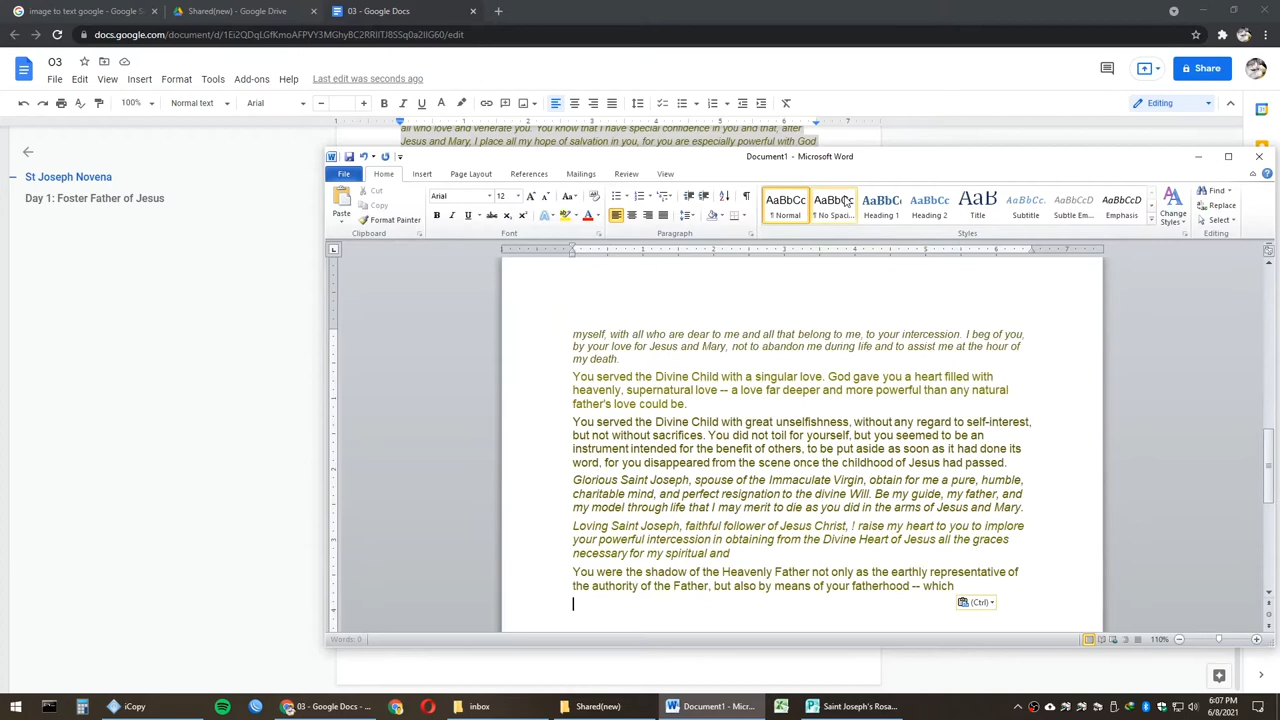 image to text google - Google S
Shared(new) - Google Drive
03 - Google Docs
docs.google.com/document/d/1Ei2QDqLGfmoAFPVY3MGhyBC2RRIITJ8SSq0a2IIG60/edit
03
File Edit View Insert Format Tools Add-ons Help Last edit was seconds ago
Share
100% Normal text Arial Editing
all who love and venerate you. You know that I have special confidence in you and that, after
Jesus and Mary, I place all my hope of salvation in you, for you are especially powerful with God
St Joseph Novena
Day 1: Foster Father of Jesus
Document1 - Microsoft Word
File Home Insert Page Layout References Mailings Review View
Paste
Cut
Copy
Format Painter
Clipboard
Arial 12
Font
Paragraph
AaBbCc AaBbCc AaBbC AaBbCc AaB AaBbCc. AaBbCcD AaBbCcD
¶ Normal ¶ No Spaci... Heading 1 Heading 2 Title Subtitle Subtle Em... Emphasis
Change Styles
Styles
Find
Replace
Select
Editing
myself, with all who are dear to me and all that belong to me, to your intercession. I beg of you,
by your love for Jesus and Mary, not to abandon me during life and to assist me at the hour of
my death.
You served the Divine Child with a singular love. God gave you a heart filled with
heavenly, supernatural love -- a love far deeper and more powerful than any natural
father's love could be.
You served the Divine Child with great unselfishness, without any regard to self-interest,
but not without sacrifices. You did not toil for yourself, but you seemed to be an
instrument intended for the benefit of others, to be put aside as soon as it had done its
word, for you disappeared from the scene once the childhood of Jesus had passed.
Glorious Saint Joseph, spouse of the Immaculate Virgin, obtain for me a pure, humble,
charitable mind, and perfect resignation to the divine Will. Be my guide, my father, and
my model through life that I may merit to die as you did in the arms of Jesus and Mary.
Loving Saint Joseph, faithful follower of Jesus Christ, ! raise my heart to you to implore
your powerful intercession in obtaining from the Divine Heart of Jesus all the graces
necessary for my spiritual and
You were the shadow of the Heavenly Father not only as the earthly representative of
the authority of the Father, but also by means of your fatherhood -- which
(Ctrl)
Words: 0
110%
iCopy
03 - Google Docs - ...
inbox
Shared(new)
Document1 - Micr...
Saint Joseph's Rosa...
6:07 PM
6/8/2021